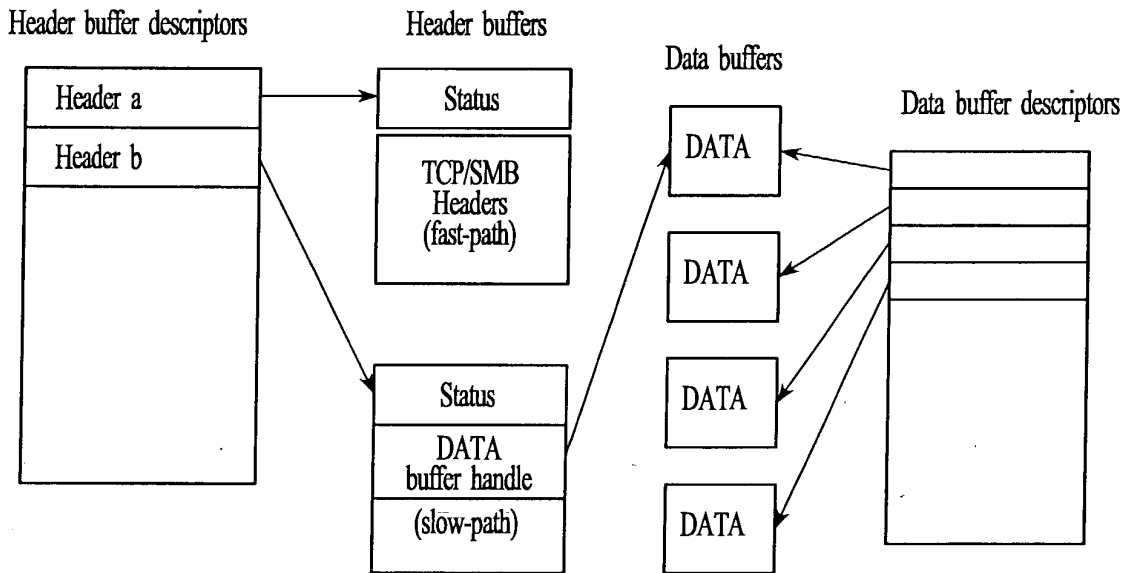 Header buffer descriptors
Header a
Header b
Header buffers
Status
TCP/SMB
Headers
(fast-path)
Status
DATA
buffer handle
(slow-path)
Data buffers
DATA
DATA
DATA
DATA
Data buffer descriptors